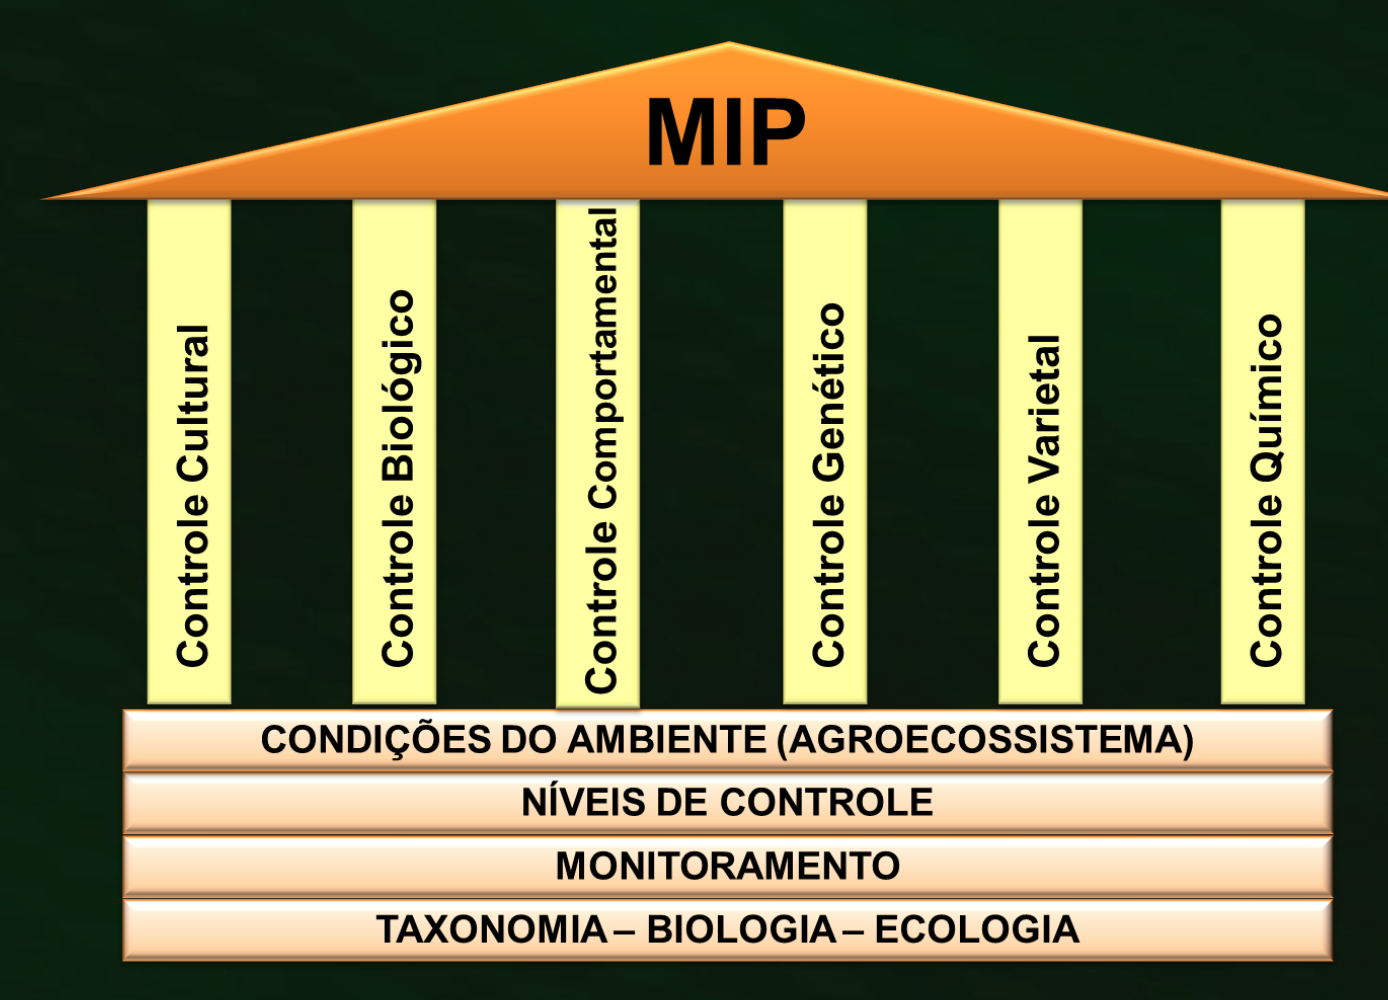 MIP
Controle Cultural
Controle Biológico
Controle Comportamental
Controle Genético
Controle Varietal
Controle Químico
CONDIÇÕES DO AMBIENTE (AGROECOSSISTEMA)
NÍVEIS DE CONTROLE
MONITORAMENTO
TAXONOMIA – BIOLOGIA – ECOLOGIA